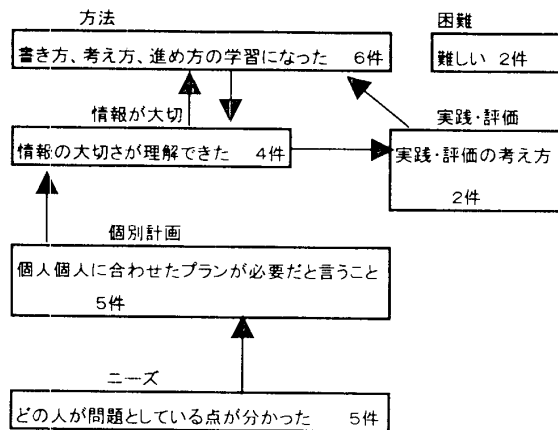 方法
書き方、考え方、進め方の学習になった 6件
困難
難しい 2件
情報が大切
情報の大切さが理解できた 4件
実践・評価
実践・評価の考え方
2件
個別計画
個人個人に合わせたプランが必要だと言うこと
5件
ニーズ
どの人が問題としている点が分かった 5件